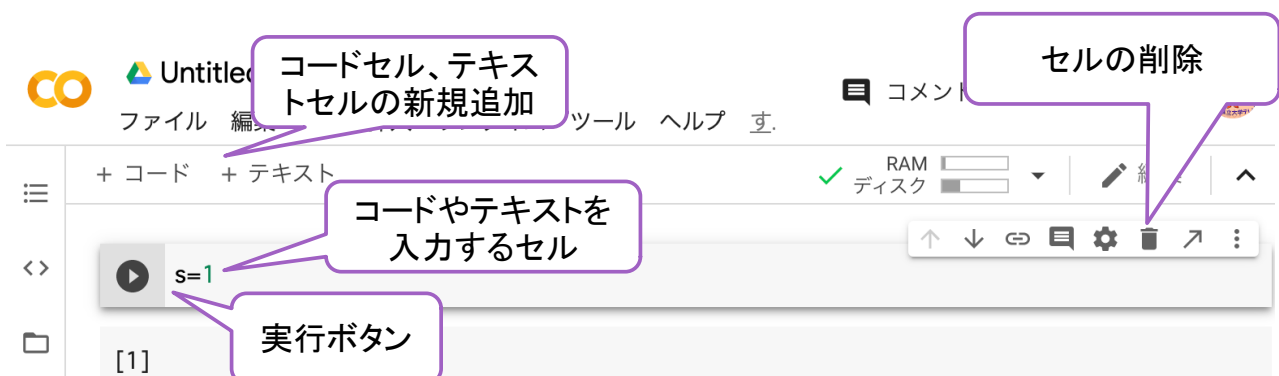 Untitled
コードセル、テキス
トセルの新規追加
セルの削除
コメント
ファイル 編集 ツール ヘルプ す.
+ コード + テキスト
RAM
ディスク
コードやテキストを
入力するセル
s=1
実行ボタン
[1]